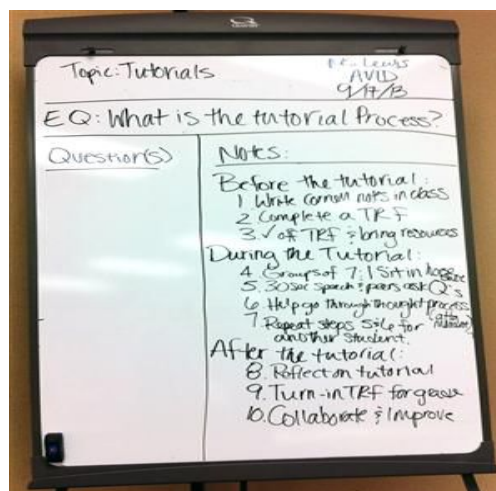 Topic: Tutorials
Mr. Lewis
AVID
9/17/13
EQ: What is the tutorial Process?
Question(s)
Notes:
Before the tutorial:
1 Write Cornell notes in class
2 Complete a TRF
3. ✓ off TRF & bring resources
During the Tutorial:
4. Groups of 7:1 Sit in
5. 30 sec speech & peers ask Q's
6. Help go through thought process
7. Repeat steps 5 & 6 for
another student.
After the tutorial:
8. Reflect on tutorial
9. Turn-in TRF for grade
10. Collaborate & Improve